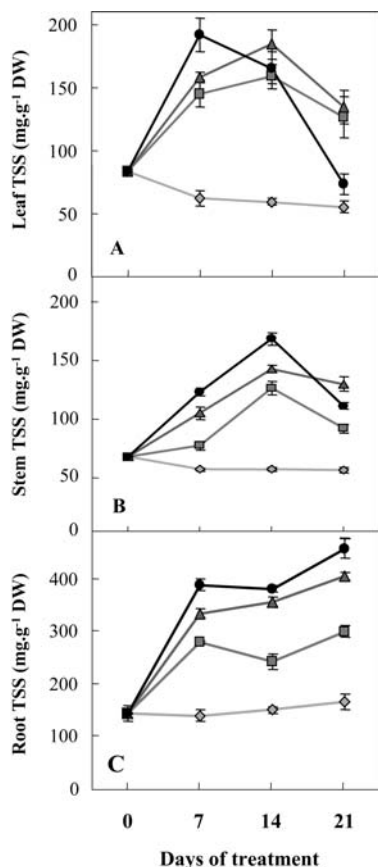 200
150
100
50
0
Leaf TSS (mg.g-1 DW)
A
200
150
100
50
0
Stem TSS (mg.g-1 DW)
B
400
300
200
100
0
Root TSS (mg.g-1 DW)
C
0 7 14 21
Days of treatment